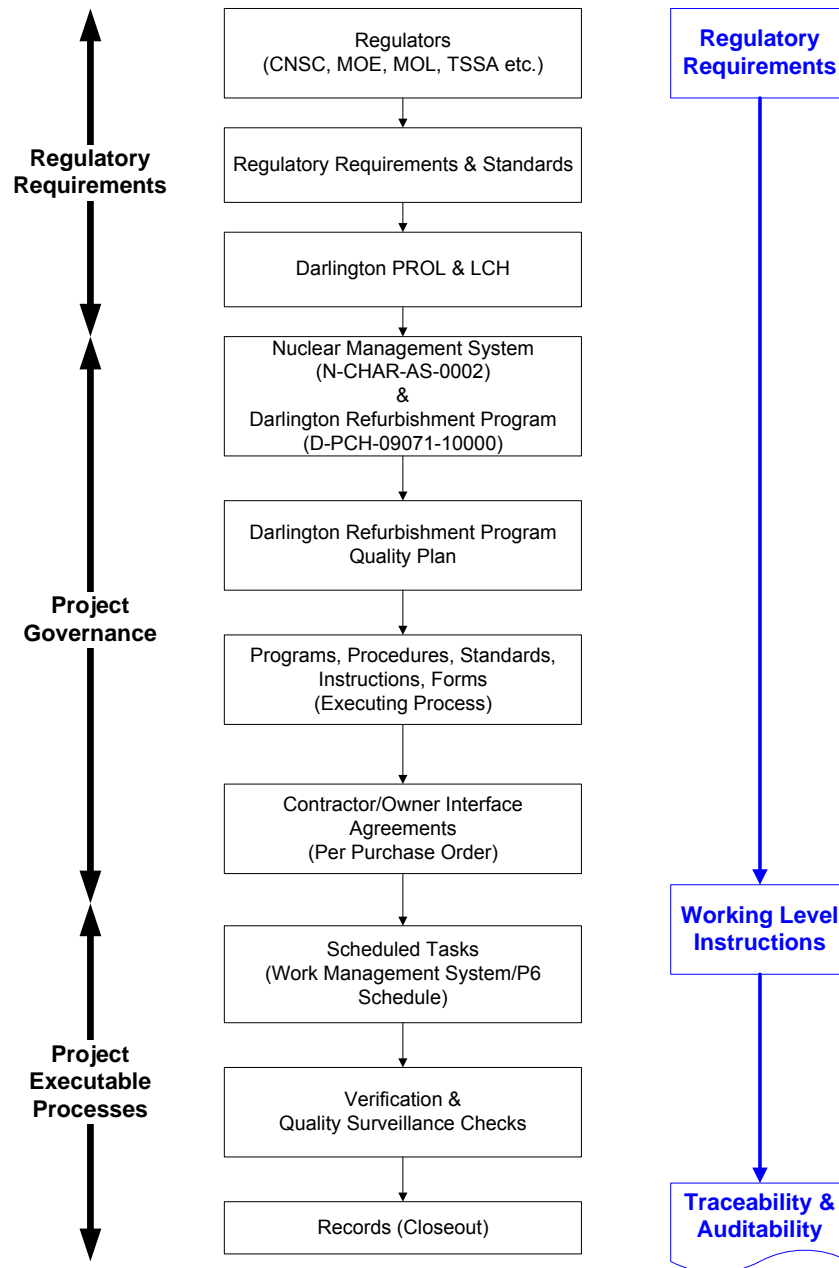 Regulatory
Requirements
Project
Governance
Project
Executable
Processes
Regulators
(CNSC, MOE, MOL, TSSA etc.)
Regulatory Requirements & Standards
Darlington PROL & LCH
Nuclear Management System
(N-CHAR-AS-0002)
&
Darlington Refurbishment Program
(D-PCH-09071-10000)
Darlington Refurbishment Program
Quality Plan
Programs, Procedures, Standards,
Instructions, Forms
(Executing Process)
Contractor/Owner Interface
Agreements
(Per Purchase Order)
Scheduled Tasks
(Work Management System/P6
Schedule)
Verification &
Quality Surveillance Checks
Records (Closeout)
Regulatory
Requirements
Working Level
Instructions
Traceability &
Auditability